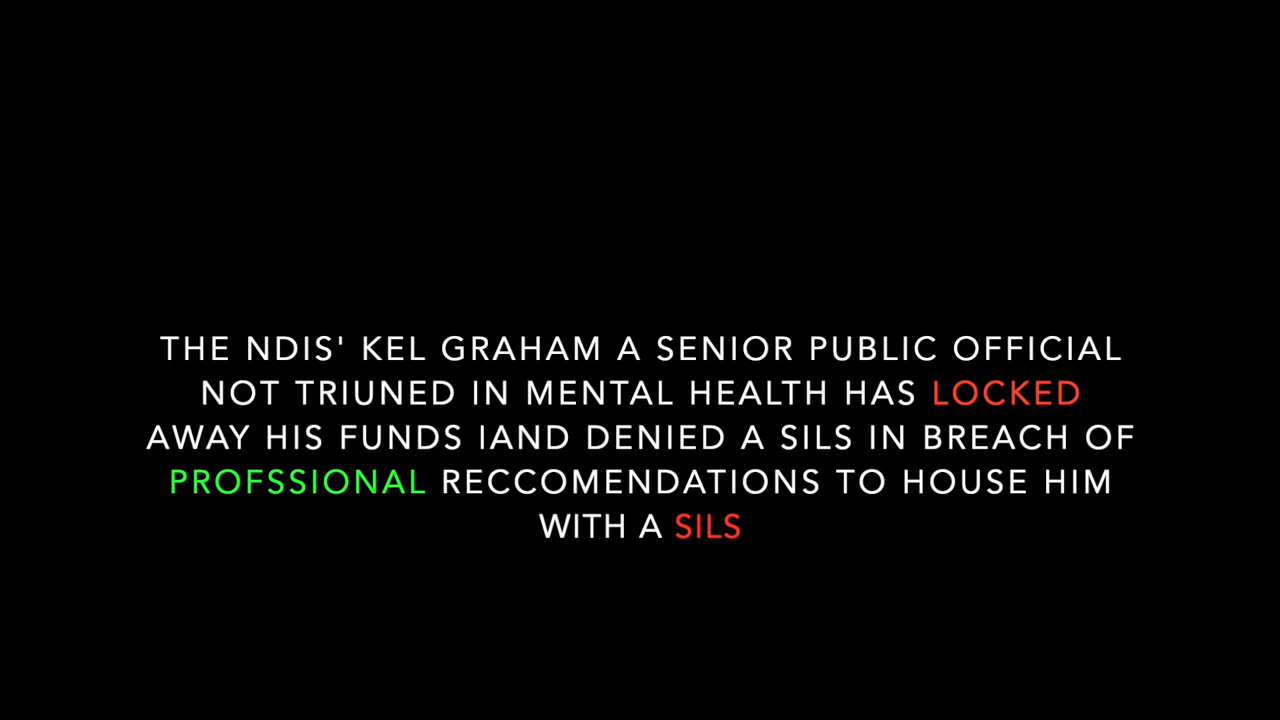 THE NDIS' KEL GRAHAM A SENIOR PUBLIC OFFICIAL
NOT TRIUNED IN MENTAL HEALTH HAS LOCKED
AWAY HIS FUNDS IAND DENIED A SILS IN BREACH OF
PROFSSIONAL RECCOMENDATIONS TO HOUSE HIM
WITH A SILS